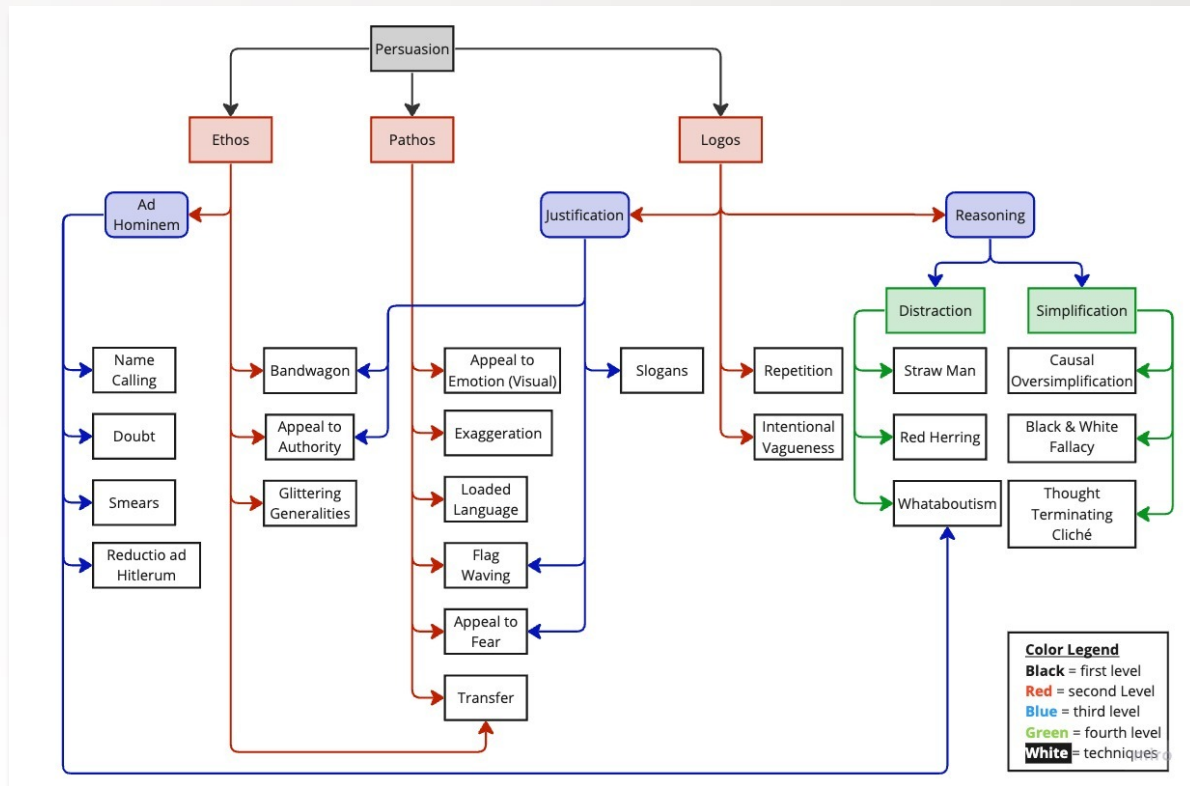 Persuasion
Ethos
Pathos
Logos
Ad
Hominem
Justification
Reasoning
Distraction
Simplification
Name
Calling
Bandwagon
Appeal to
Emotion (Visual)
Slogans
Repetition
Straw Man
Causal
Oversimplification
Doubt
Appeal to
Authority
Exaggeration
Intentional
Vagueness
Red Herring
Black & White
Fallacy
Smears
Glittering
Generalities
Loaded
Language
Whataboutism
Thought
Terminating
Cliché
Reductio ad
Hitlerum
Flag
Waving
Appeal to
Fear
Transfer
Color Legend
Black = first level
Red = second Level
Blue = third level
Green = fourth level
White = techniques
miro